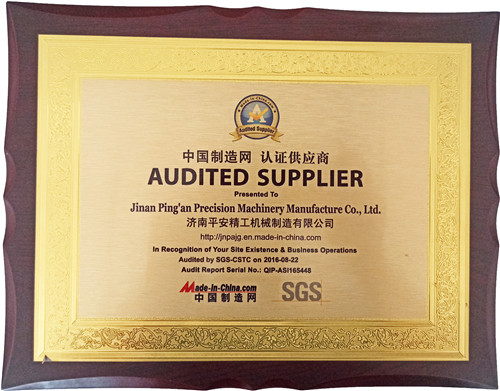 MADE-IN-CHINA.COM
Audited Supplier
中国制造网 认证供应商
AUDITED SUPPLIER
Presented To
Jinan Ping'an Precision Machinery Manufacture Co., Ltd.
济南平安精工机械制造有限公司
http://jnpajg.en.made-in-china.com
In Recognition of Your Site Existence & Business Operations
Audited by SGS-CSTC on 2016-08-22
Audit Report Serial No.: QIP-ASI165448
Made-in-China.com
中国制造网
SGS